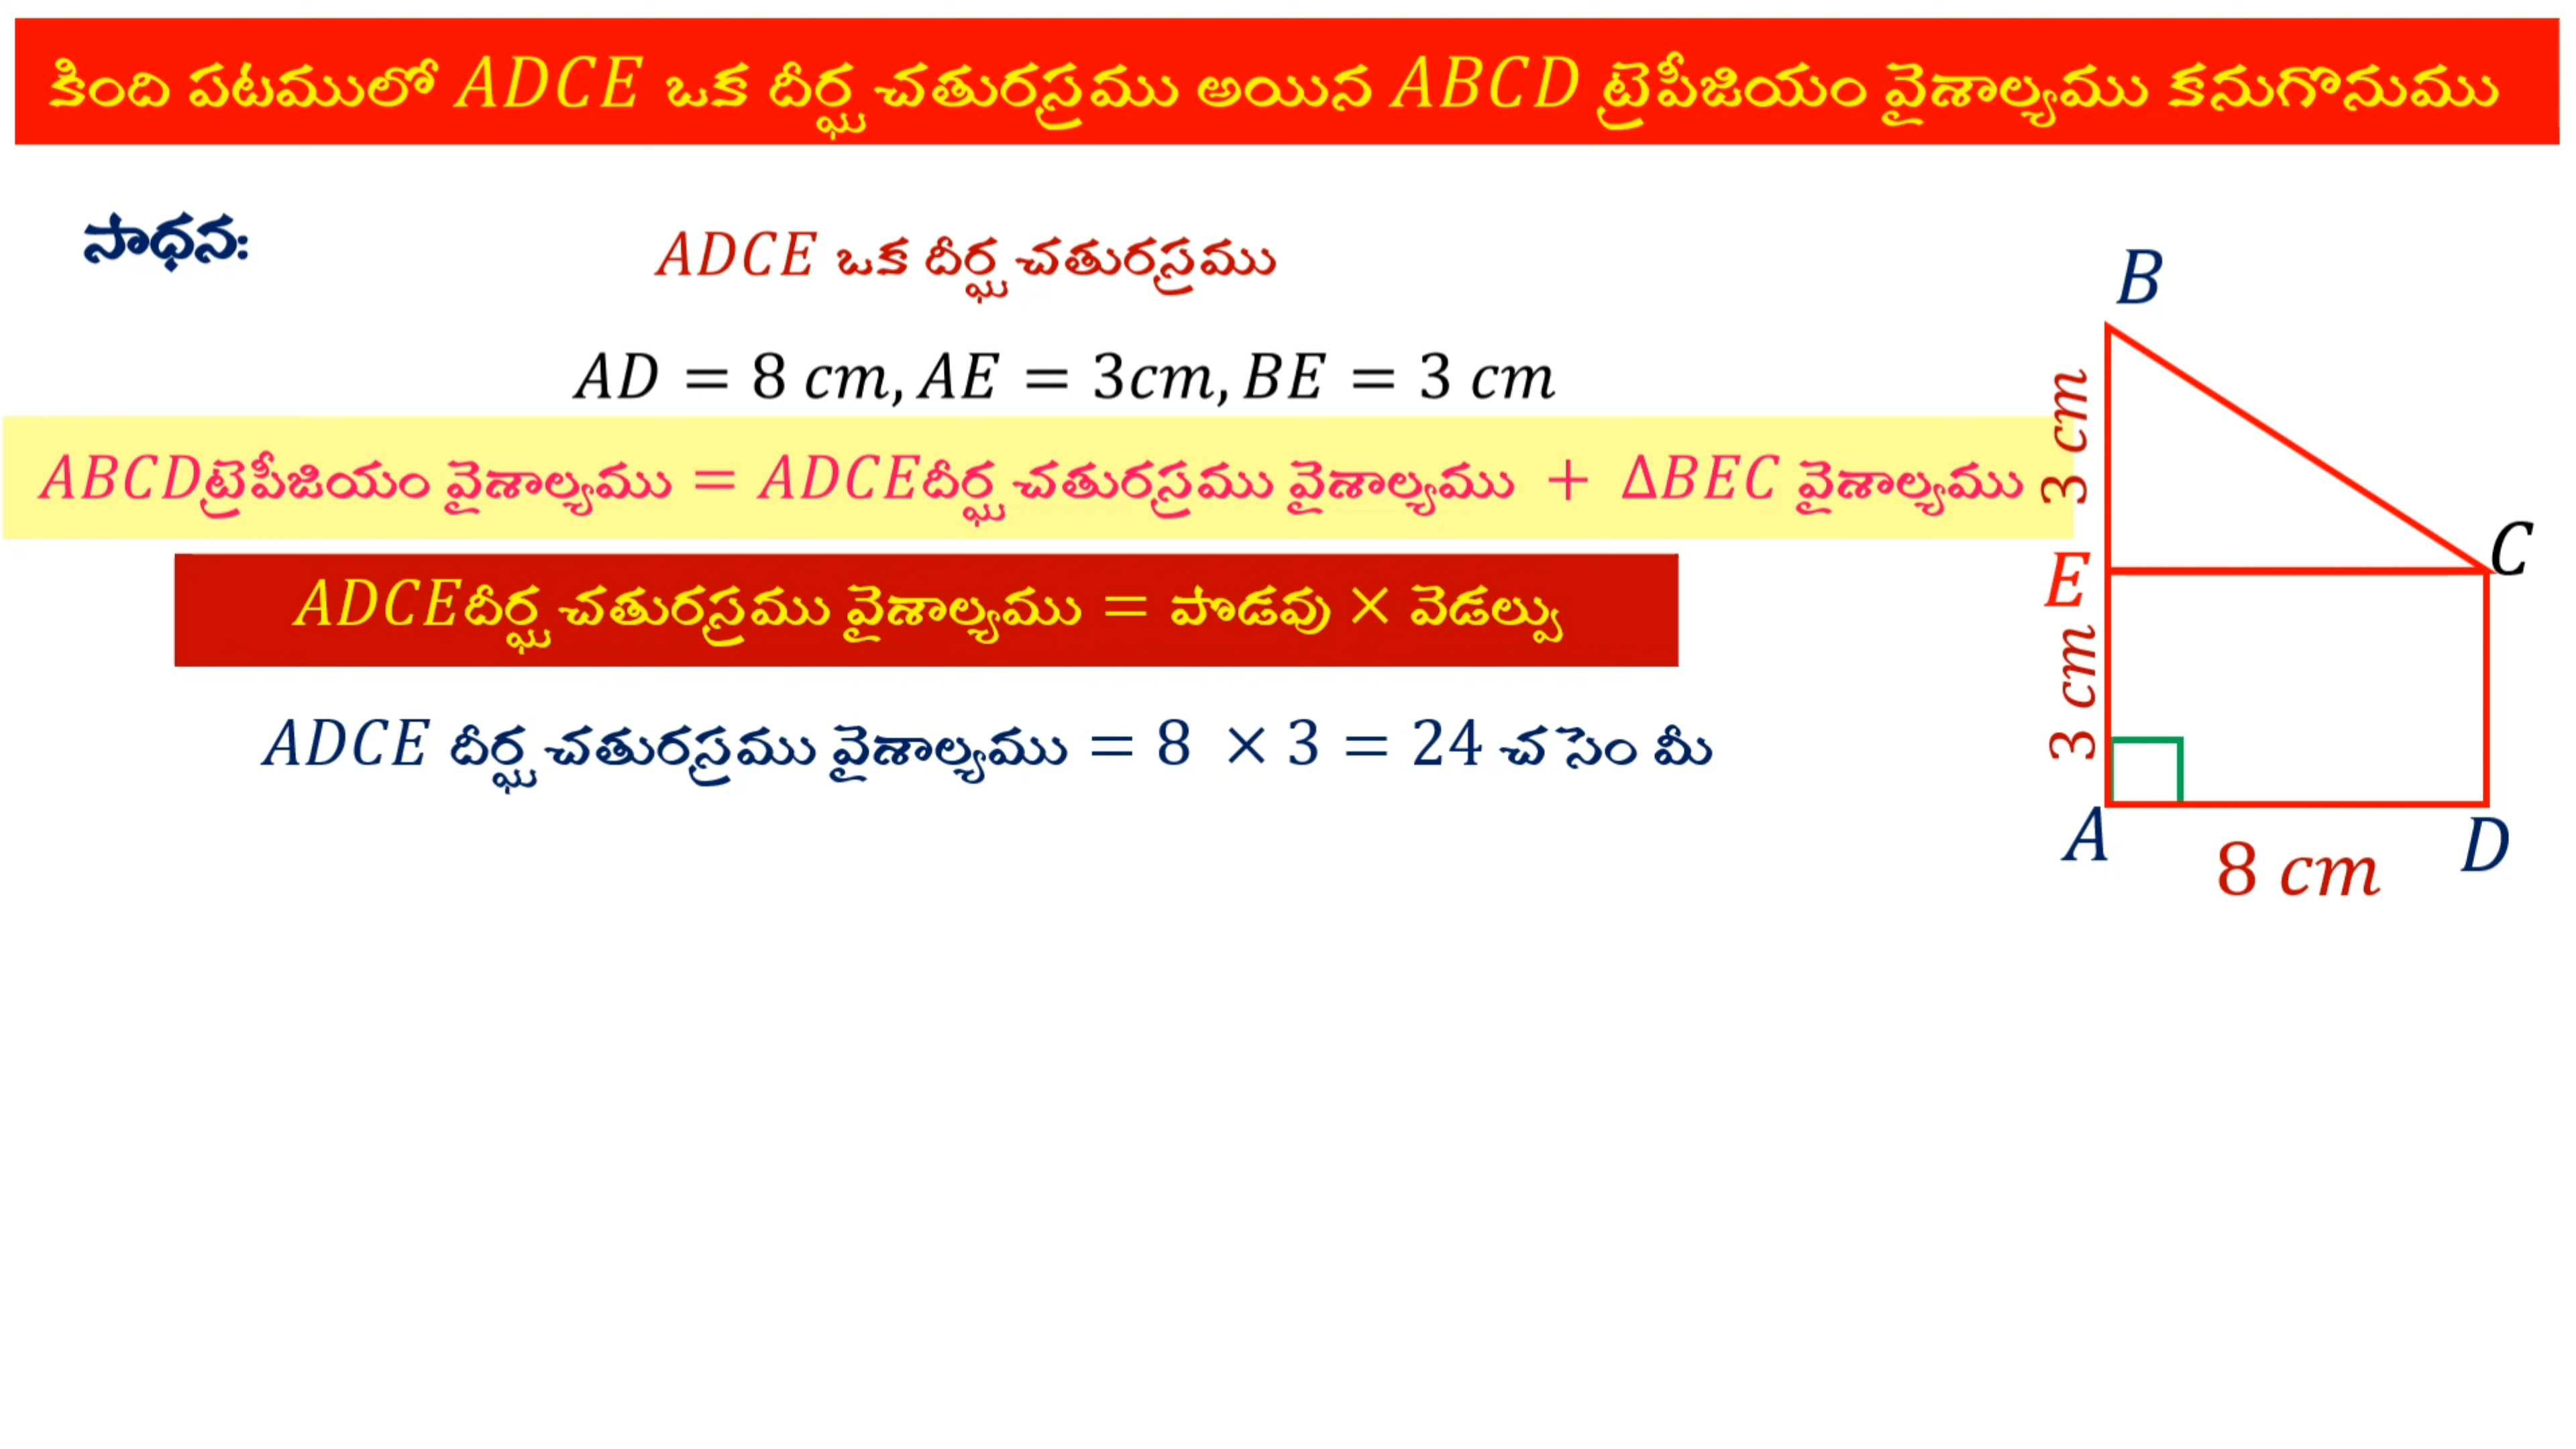 కింది పటములో ADCE ఒక దీర్ఘ చతురస్రము అయిన ABCD ట్రెపీజియం వైశాల్యము కనుగొనుము
సాధన:
ADCE ఒక దీర్ఘ చతురస్రము
AD = 8 cm, AE = 3cm, BE = 3 cm
ABCDట్రెపీజియం వైశాల్యము = ADCEదీర్ఘ చతురస్రము వైశాల్యము + ΔBEC వైశాల్యము
ADCEదీర్ఘ చతురస్రము వైశాల్యము = పొడవు × వెడల్పు
ADCE దీర్ఘ చతురస్రము వైశాల్యము = 8 × 3 = 24 చ సెం మీ
B
3 cm
C
E
3 cm
A
D
8 cm